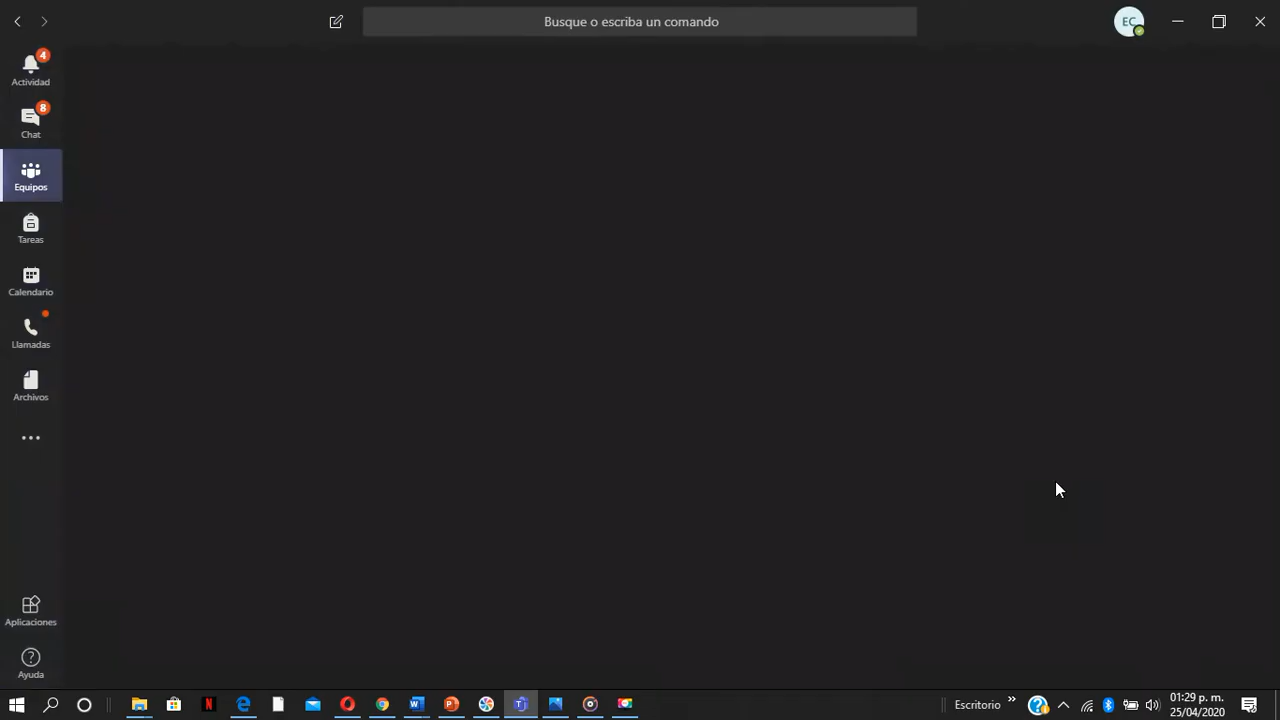 Busque o escriba un comando
EC
4
Actividad
8
Chat
Equipos
Tareas
Calendario
Llamadas
Archivos
Aplicaciones
Ayuda
Escritorio
01:29 p. m.
25/04/2020